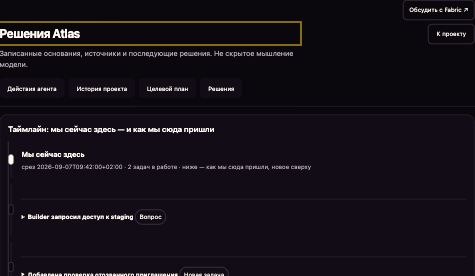 Обсудить с Fabric ↗
Решения Atlas
К проекту
Записанные основания, источники и последующие решения. Не скрытое мышление
модели.
Действия агента
История проекта
Целевой план
Решения
Таймлайн: мы сейчас здесь — и как мы сюда пришли
Мы сейчас здесь
срез 2026-09-07T09:42:00+02:00 · 2 задач в работе · ниже — как мы сюда пришли, новое сверху
▸ Builder запросил доступ к staging Вопрос
▸ Добавлена проверка отозванного приглашения Новая задача